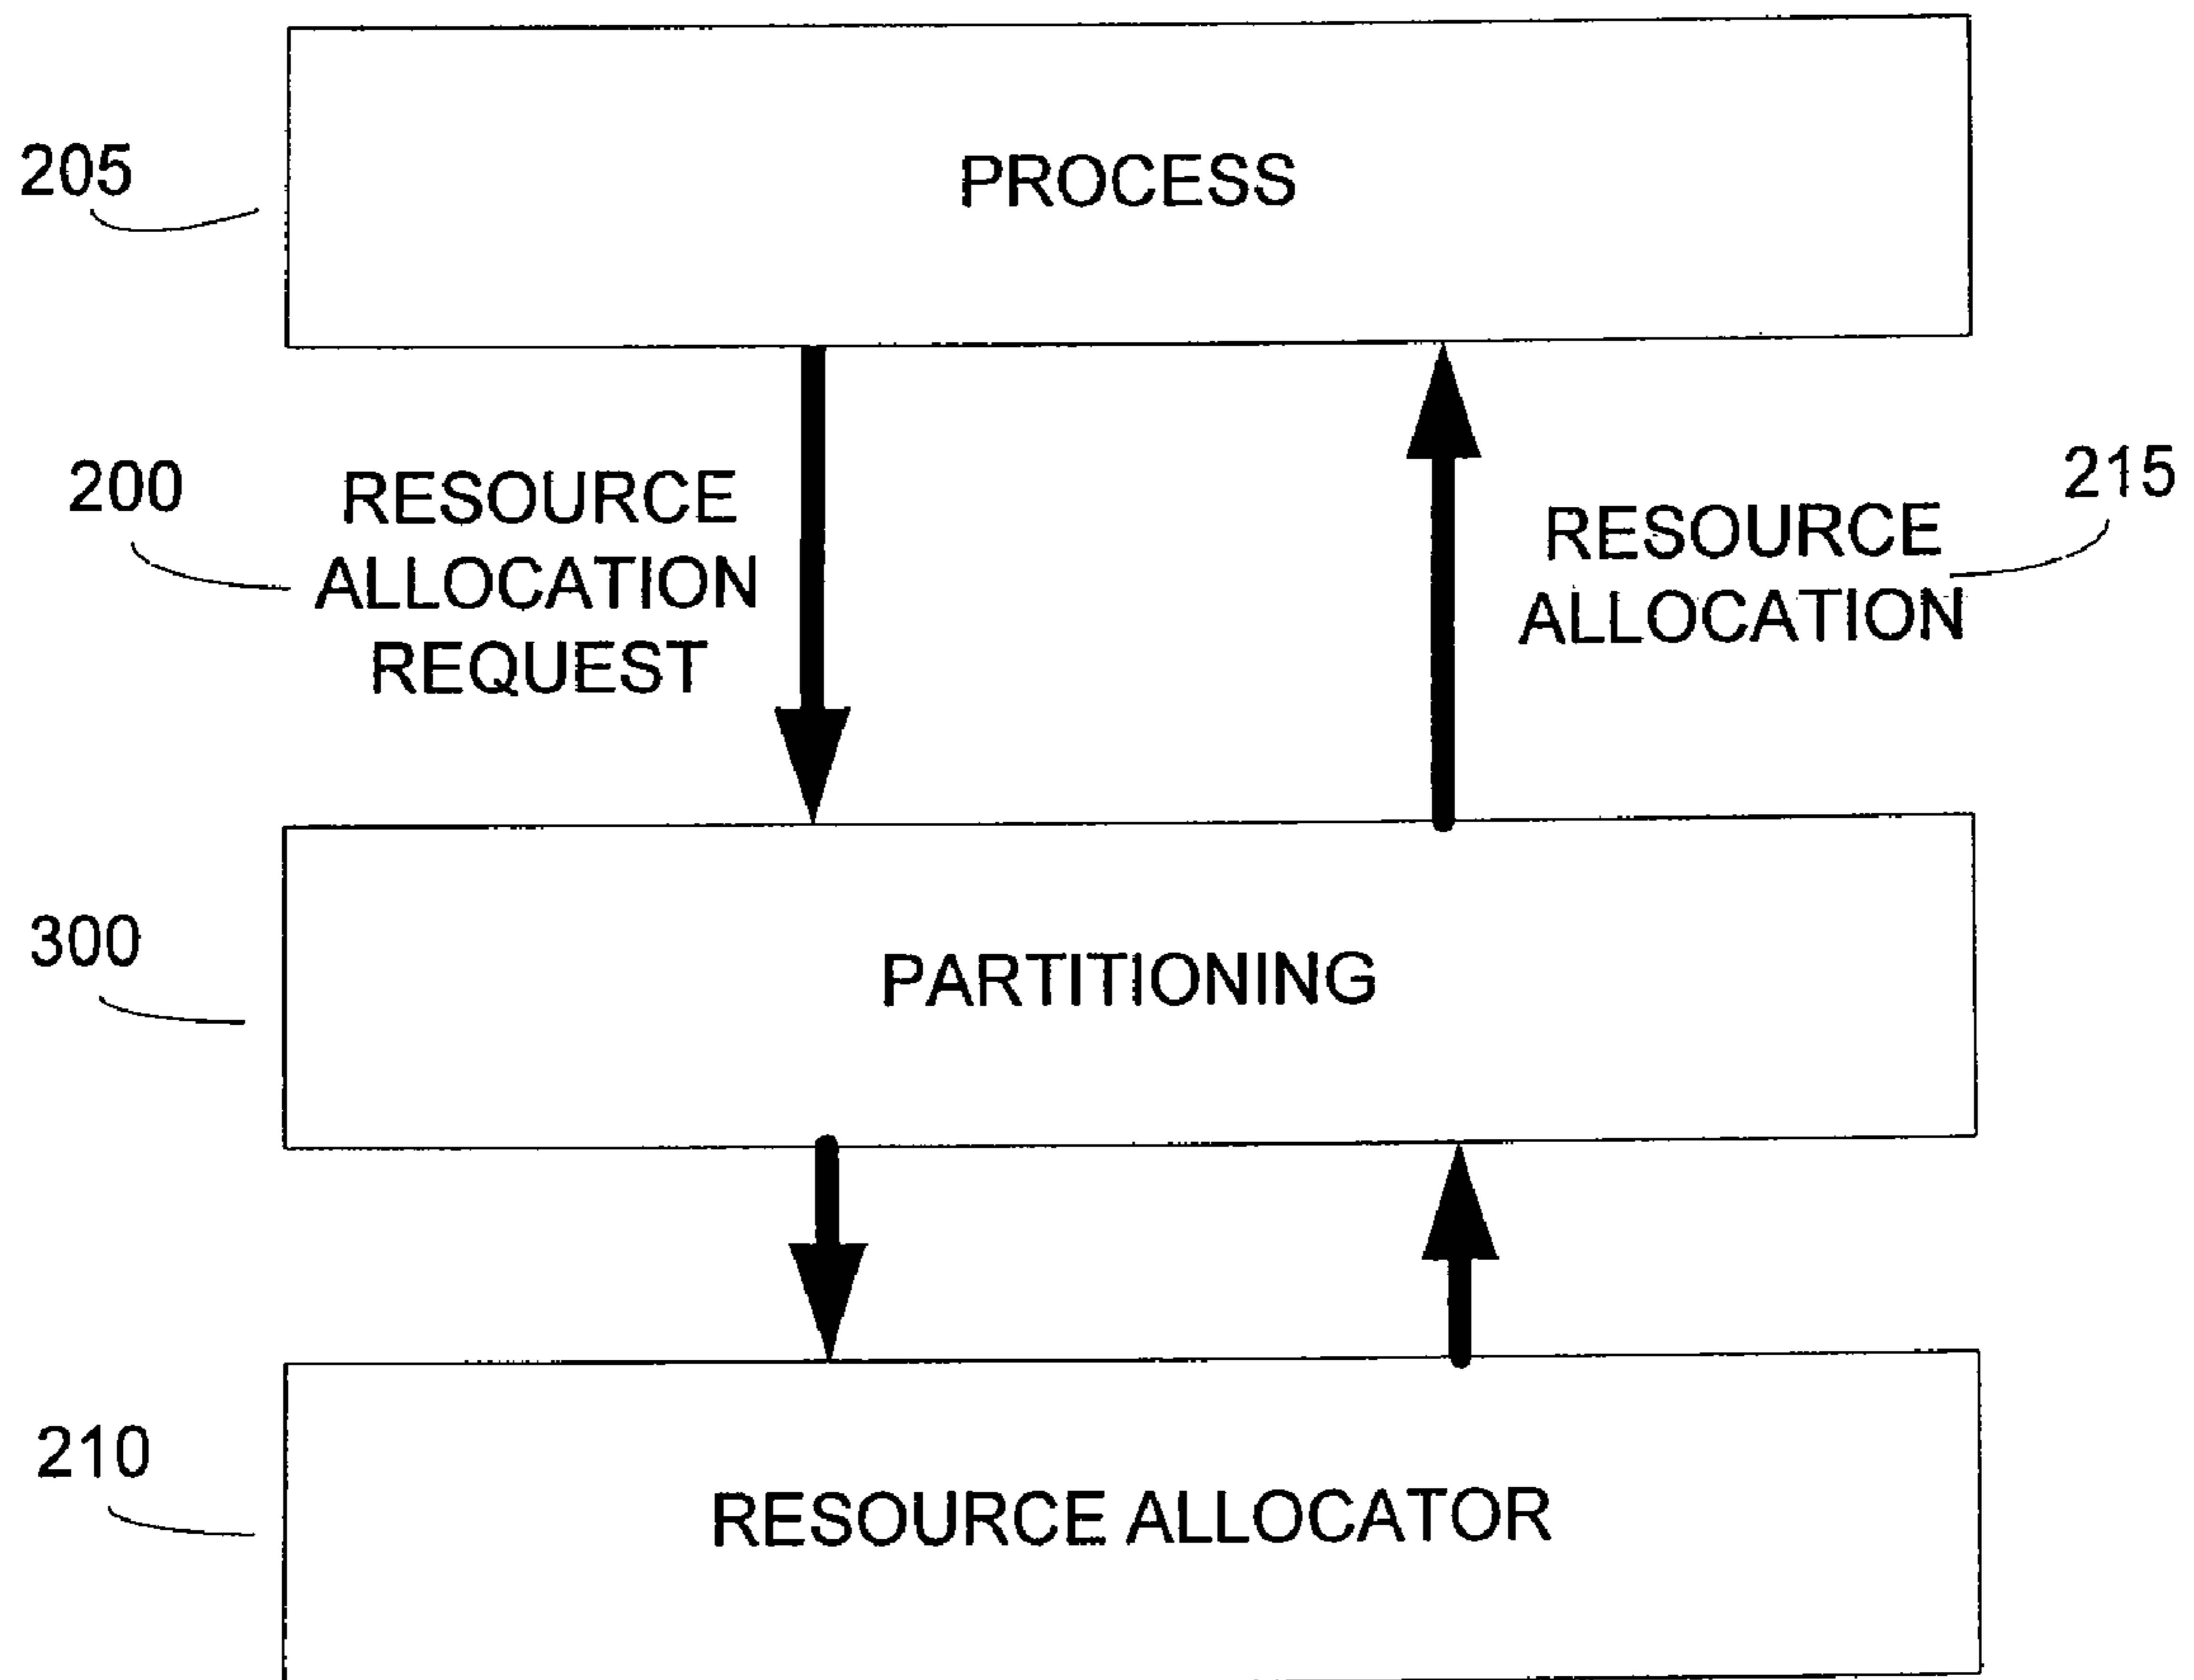 205
PROCESS
200
RESOURCE
ALLOCATION
REQUEST
RESOURCE
ALLOCATION
215
300
PARTITIONING
210
RESOURCE ALLOCATOR